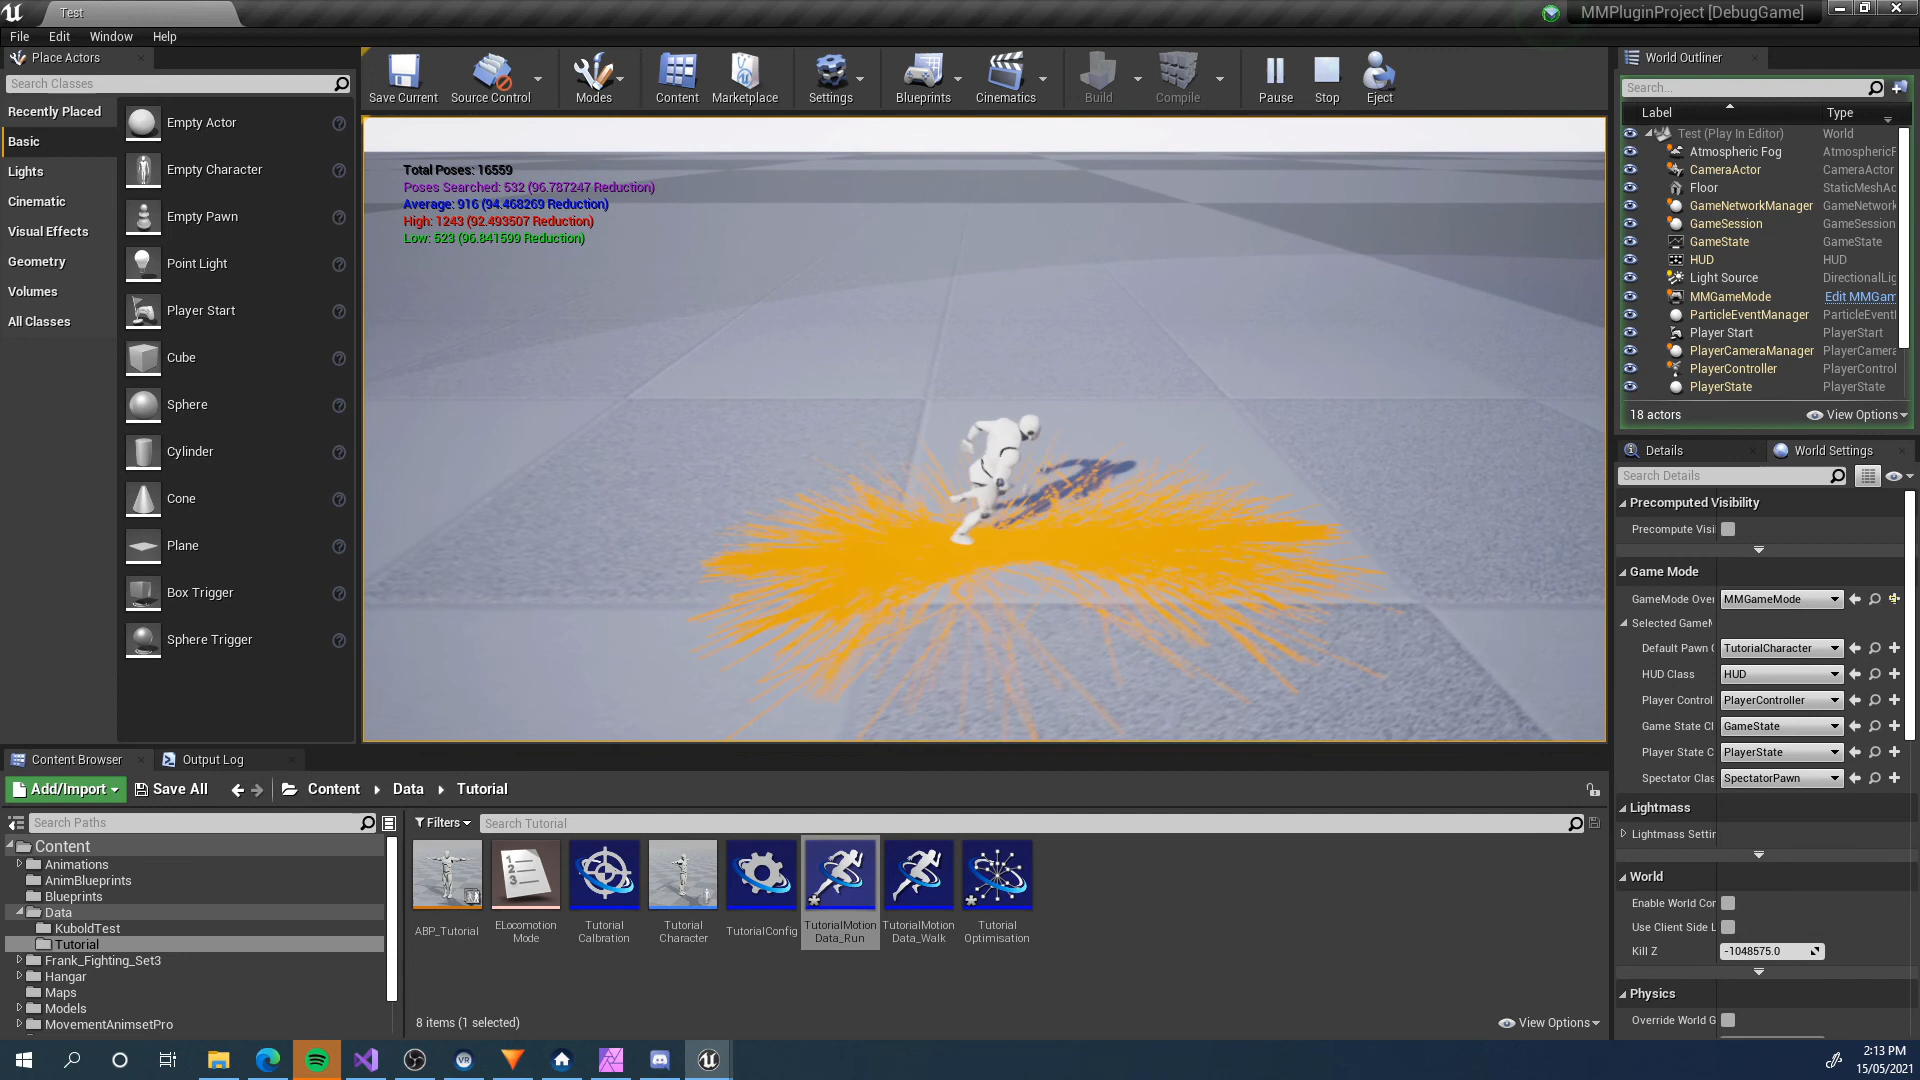 Test
MMPluginProject [DebugGame]
File Edit Window Help
Place Actors
Search Classes
Recently Placed
Basic
Lights
Cinematic
Visual Effects
Geometry
Volumes
All Classes
Empty Actor
Empty Character
Empty Pawn
Point Light
Player Start
Cube
Sphere
Cylinder
Cone
Plane
Box Trigger
Sphere Trigger
Save Current
Source Control
Modes
Content
Marketplace
Settings
Blueprints
Cinematics
Build
Compile
Pause
Stop
Eject
Total Poses: 16559
Poses Searched: 532 (96.787247 Reduction)
Average: 916 (94.468269 Reduction)
High: 1243 (92.493507 Reduction)
Low: 523 (96.841599 Reduction)
World Outliner
Search...
Label Type
Test (Play In Editor) World
Atmospheric Fog AtmosphericF
CameraActor CameraActor
Floor StaticMeshAc
GameNetworkManager GameNetwork
GameSession GameSession
GameState GameState
HUD HUD
Light Source DirectionalLig
MMGameMode Edit MMGam
ParticleEventManager ParticleEventI
Player Start PlayerStart
PlayerCameraManager PlayerCamera
PlayerController PlayerControl
PlayerState PlayerState
18 actors View Options
Details World Settings
Search Details
Precomputed Visibility
Precompute Visi
Game Mode
GameMode Over MMGameMode
Selected GameM
Default Pawn C TutorialCharacter
HUD Class HUD
Player Control PlayerController
Game State Cl GameState
Player State C PlayerState
Spectator Clas SpectatorPawn
Lightmass
Lightmass Settir
World
Enable World Cor
Use Client Side L
Kill Z -1048575.0
Physics
Override World G
Content Browser Output Log
Add/Import Save All Content Data Tutorial
Search Paths
Filters Search Tutorial
Content
Animations
AnimBlueprints
Blueprints
Data
KuboldTest
Tutorial
Frank_Fighting_Set3
Hangar
Maps
Models
MovementAnimsetPro
1
2
3
ABP_Tutorial
ELocomotion
Mode
Tutorial
Calbration
Tutorial
Character
TutorialConfig
TutorialMotion
Data_Run
TutorialMotion
Data_Walk
Tutorial
Optimisation
8 items (1 selected) View Options
VR
2:13 PM
15/05/2021